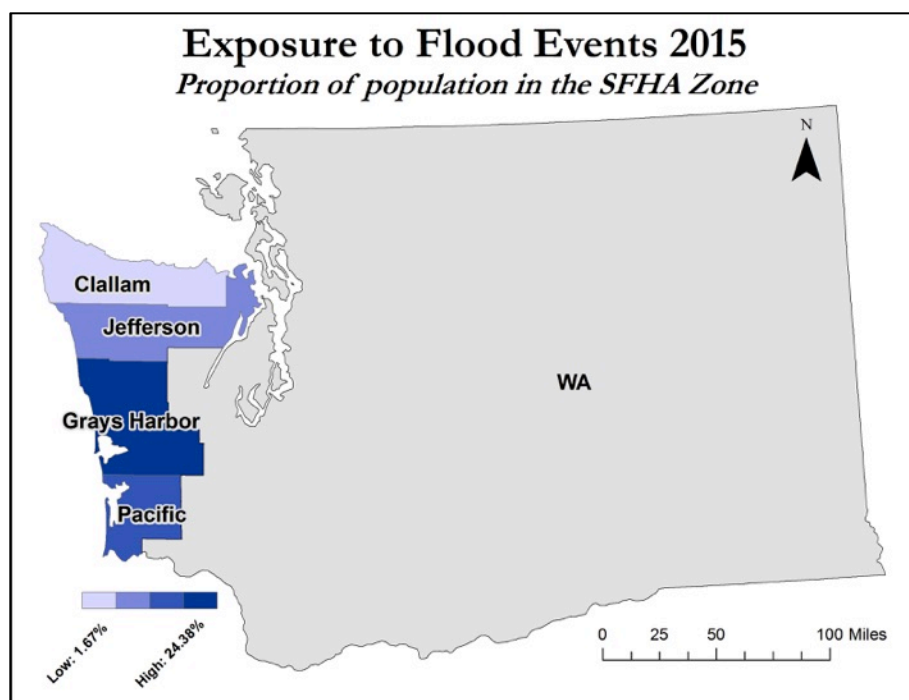 Exposure to Flood Events 2015
Proportion of population in the SFHA Zone
N
Clallam
Jefferson
Grays Harbor
WA
Pacific
Low: 1.67%
High: 24.38%
0 25 50 100 Miles